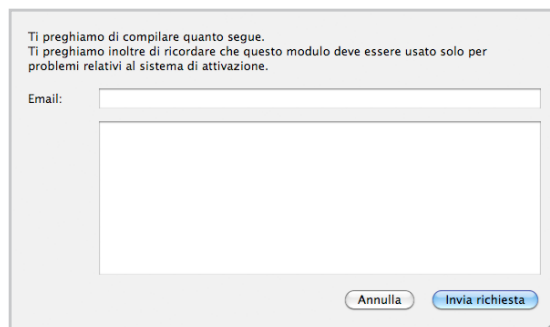 Ti preghiamo di compilare quanto segue.
Ti preghiamo inoltre di ricordare che questo modulo deve essere usato solo per
problemi relativi al sistema di attivazione.
Email:
Annulla
Invia richiesta